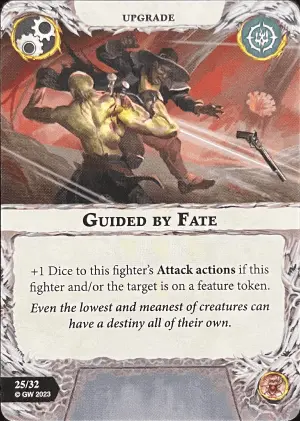 UPGRADE
GUIDED BY FATE
+1 Dice to this fighter's Attack actions if this
fighter and/or the target is on a feature token.
Even the lowest and meanest of creatures can
have a destiny all of their own.
25/32
© GW 2023